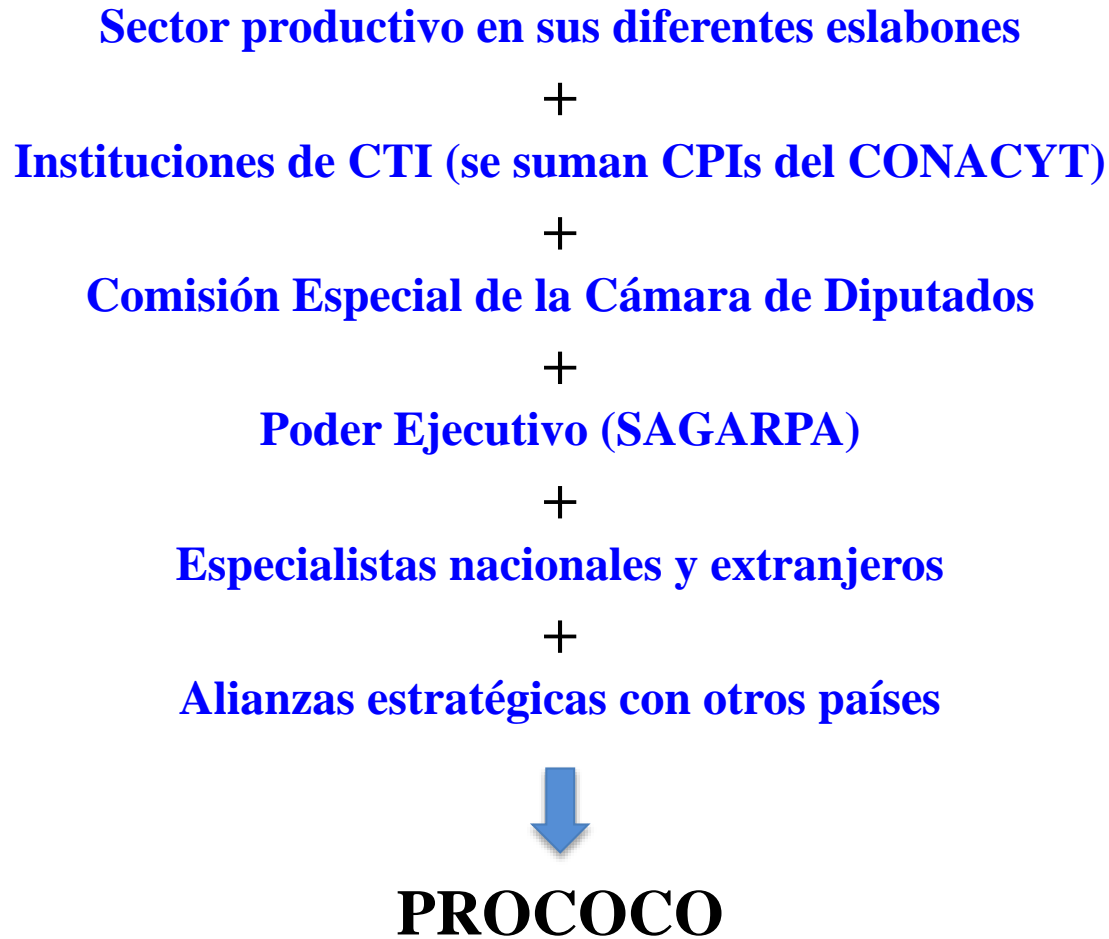 Sector productivo en sus diferentes eslabones
+
Instituciones de CTI (se suman CPIs del CONACYT)
+
Comisión Especial de la Cámara de Diputados
+
Poder Ejecutivo (SAGARPA)
+
Especialistas nacionales y extranjeros
+
Alianzas estratégicas con otros países
PROCOCO